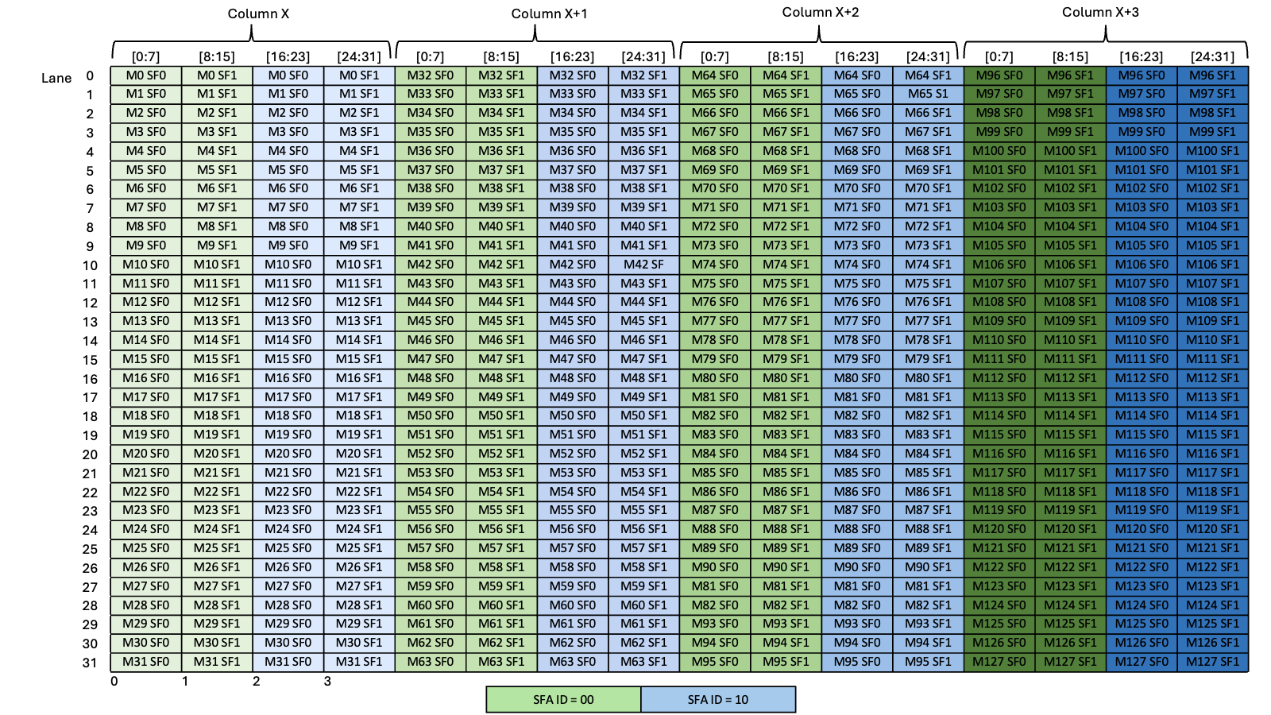 Column X Column X+1 Column X+2 Column X+3
[0:7] [8:15] [16:23] [24:31] [0:7] [8:15] [16:23] [24:31] [0:7] [8:15] [16:23] [24:31] [0:7] [8:15] [16:23] [24:31]
Lane 0 M0 SF0 M0 SF1 M0 SF0 M0 SF1 M32 SF0 M32 SF1 M32 SF0 M32 SF1 M64 SF0 M64 SF1 M64 SF0 M64 SF1 M96 SF0 M96 SF1 M96 SF0 M96 SF1
1 M1 SF0 M1 SF1 M1 SF0 M1 SF1 M33 SF0 M33 SF1 M33 SF0 M33 SF1 M65 SF0 M65 SF1 M65 SF0 M65 S1 M97 SF0 M97 SF1 M97 SF0 M97 SF1
2 M2 SF0 M2 SF1 M2 SF0 M2 SF1 M34 SF0 M34 SF1 M34 SF0 M34 SF1 M66 SF0 M66 SF1 M66 SF0 M66 SF1 M98 SF0 M98 SF1 M98 SF0 M98 SF1
3 M3 SF0 M3 SF1 M3 SF0 M3 SF1 M35 SF0 M35 SF1 M35 SF0 M35 SF1 M67 SF0 M67 SF1 M67 SF0 M67 SF1 M99 SF0 M99 SF1 M99 SF0 M99 SF1
4 M4 SF0 M4 SF1 M4 SF0 M4 SF1 M36 SF0 M36 SF1 M36 SF0 M36 SF1 M68 SF0 M68 SF1 M68 SF0 M68 SF1 M100 SF0 M100 SF1 M100 SF0 M100 SF1
5 M5 SF0 M5 SF1 M5 SF0 M5 SF1 M37 SF0 M37 SF1 M37 SF0 M37 SF1 M69 SF0 M69 SF1 M69 SF0 M69 SF1 M101 SF0 M101 SF1 M101 SF0 M101 SF1
6 M6 SF0 M6 SF1 M6 SF0 M6 SF1 M38 SF0 M38 SF1 M38 SF0 M38 SF1 M70 SF0 M70 SF1 M70 SF0 M70 SF1 M102 SF0 M102 SF1 M102 SF0 M102 SF1
7 M7 SF0 M7 SF1 M7 SF0 M7 SF1 M39 SF0 M39 SF1 M39 SF0 M39 SF1 M71 SF0 M71 SF1 M71 SF0 M71 SF1 M103 SF0 M103 SF1 M103 SF0 M103 SF1
8 M8 SF0 M8 SF1 M8 SF0 M8 SF1 M40 SF0 M40 SF1 M40 SF0 M40 SF1 M72 SF0 M72 SF1 M72 SF0 M72 SF1 M104 SF0 M104 SF1 M104 SF0 M104 SF1
9 M9 SF0 M9 SF1 M9 SF0 M9 SF1 M41 SF0 M41 SF1 M41 SF0 M41 SF1 M73 SF0 M73 SF1 M73 SF0 M73 SF1 M105 SF0 M105 SF1 M105 SF0 M105 SF1
10 M10 SF0 M10 SF1 M10 SF0 M10 SF1 M42 SF0 M42 SF1 M42 SF0 M42 SF M74 SF0 M74 SF1 M74 SF0 M74 SF1 M106 SF0 M106 SF1 M106 SF0 M106 SF1
11 M11 SF0 M11 SF1 M11 SF0 M11 SF1 M43 SF0 M43 SF1 M43 SF0 M43 SF1 M75 SF0 M75 SF1 M75 SF0 M75 SF1 M107 SF0 M107 SF1 M107 SF0 M107 SF1
12 M12 SF0 M12 SF1 M12 SF0 M12 SF1 M44 SF0 M44 SF1 M44 SF0 M44 SF1 M76 SF0 M76 SF1 M76 SF0 M76 SF1 M108 SF0 M108 SF1 M108 SF0 M108 SF1
13 M13 SF0 M13 SF1 M13 SF0 M13 SF1 M45 SF0 M45 SF1 M45 SF0 M45 SF1 M77 SF0 M77 SF1 M77 SF0 M77 SF1 M109 SF0 M109 SF1 M109 SF0 M109 SF1
14 M14 SF0 M14 SF1 M14 SF0 M14 SF1 M46 SF0 M46 SF1 M46 SF0 M46 SF1 M78 SF0 M78 SF1 M78 SF0 M78 SF1 M110 SF0 M110 SF1 M110 SF0 M110 SF1
15 M15 SF0 M15 SF1 M15 SF0 M15 SF1 M47 SF0 M47 SF1 M47 SF0 M47 SF1 M79 SF0 M79 SF1 M79 SF0 M79 SF1 M111 SF0 M111 SF1 M111 SF0 M111 SF1
16 M16 SF0 M16 SF1 M16 SF0 M16 SF1 M48 SF0 M48 SF1 M48 SF0 M48 SF1 M80 SF0 M80 SF1 M80 SF0 M80 SF1 M112 SF0 M112 SF1 M112 SF0 M112 SF1
17 M17 SF0 M17 SF1 M17 SF0 M17 SF1 M49 SF0 M49 SF1 M49 SF0 M49 SF1 M81 SF0 M81 SF1 M81 SF0 M81 SF1 M113 SF0 M113 SF1 M113 SF0 M113 SF1
18 M18 SF0 M18 SF1 M18 SF0 M18 SF1 M50 SF0 M50 SF1 M50 SF0 M50 SF1 M82 SF0 M82 SF1 M82 SF0 M82 SF1 M114 SF0 M114 SF1 M114 SF0 M114 SF1
19 M19 SF0 M19 SF1 M19 SF0 M19 SF1 M51 SF0 M51 SF1 M51 SF0 M51 SF1 M83 SF0 M83 SF1 M83 SF0 M83 SF1 M115 SF0 M115 SF1 M115 SF0 M115 SF1
20 M20 SF0 M20 SF1 M20 SF0 M20 SF1 M52 SF0 M52 SF1 M52 SF0 M52 SF1 M84 SF0 M84 SF1 M84 SF0 M84 SF1 M116 SF0 M116 SF1 M116 SF0 M116 SF1
21 M21 SF0 M21 SF1 M21 SF0 M21 SF1 M53 SF0 M53 SF1 M53 SF0 M53 SF1 M85 SF0 M85 SF1 M85 SF0 M85 SF1 M117 SF0 M117 SF1 M117 SF0 M117 SF1
22 M22 SF0 M22 SF1 M22 SF0 M22 SF1 M54 SF0 M54 SF1 M54 SF0 M54 SF1 M86 SF0 M86 SF1 M86 SF0 M86 SF1 M118 SF0 M118 SF1 M118 SF0 M118 SF1
23 M23 SF0 M23 SF1 M23 SF0 M23 SF1 M55 SF0 M55 SF1 M55 SF0 M55 SF1 M87 SF0 M87 SF1 M87 SF0 M87 SF1 M119 SF0 M119 SF1 M119 SF0 M119 SF1
24 M24 SF0 M24 SF1 M24 SF0 M24 SF1 M56 SF0 M56 SF1 M56 SF0 M56 SF1 M88 SF0 M88 SF1 M88 SF0 M88 SF1 M120 SF0 M120 SF1 M120 SF0 M120 SF1
25 M25 SF0 M25 SF1 M25 SF0 M25 SF1 M57 SF0 M57 SF1 M57 SF0 M57 SF1 M89 SF0 M89 SF1 M89 SF0 M89 SF1 M121 SF0 M121 SF1 M121 SF0 M121 SF1
26 M26 SF0 M26 SF1 M26 SF0 M26 SF1 M58 SF0 M58 SF1 M58 SF0 M58 SF1 M90 SF0 M90 SF1 M90 SF0 M90 SF1 M122 SF0 M122 SF1 M122 SF0 M122 SF1
27 M27 SF0 M27 SF1 M27 SF0 M27 SF1 M59 SF0 M59 SF1 M59 SF0 M59 SF1 M81 SF0 M81 SF1 M81 SF0 M81 SF1 M123 SF0 M123 SF1 M123 SF0 M123 SF1
28 M28 SF0 M28 SF1 M28 SF0 M28 SF1 M60 SF0 M60 SF1 M60 SF0 M60 SF1 M82 SF0 M82 SF1 M82 SF0 M82 SF1 M124 SF0 M124 SF1 M124 SF0 M124 SF1
29 M29 SF0 M29 SF1 M29 SF0 M29 SF1 M61 SF0 M61 SF1 M61 SF0 M61 SF1 M93 SF0 M93 SF1 M93 SF0 M93 SF1 M125 SF0 M125 SF1 M125 SF0 M125 SF1
30 M30 SF0 M30 SF1 M30 SF0 M30 SF1 M62 SF0 M62 SF1 M62 SF0 M62 SF1 M94 SF0 M94 SF1 M94 SF0 M94 SF1 M126 SF0 M126 SF1 M126 SF0 M126 SF1
31 M31 SF0 M31 SF1 M31 SF0 M31 SF1 M63 SF0 M63 SF1 M63 SF0 M63 SF1 M95 SF0 M95 SF1 M95 SF0 M95 SF1 M127 SF0 M127 SF1 M127 SF0 M127 SF1
0 1 2 3
SFA ID = 00 SFA ID = 10